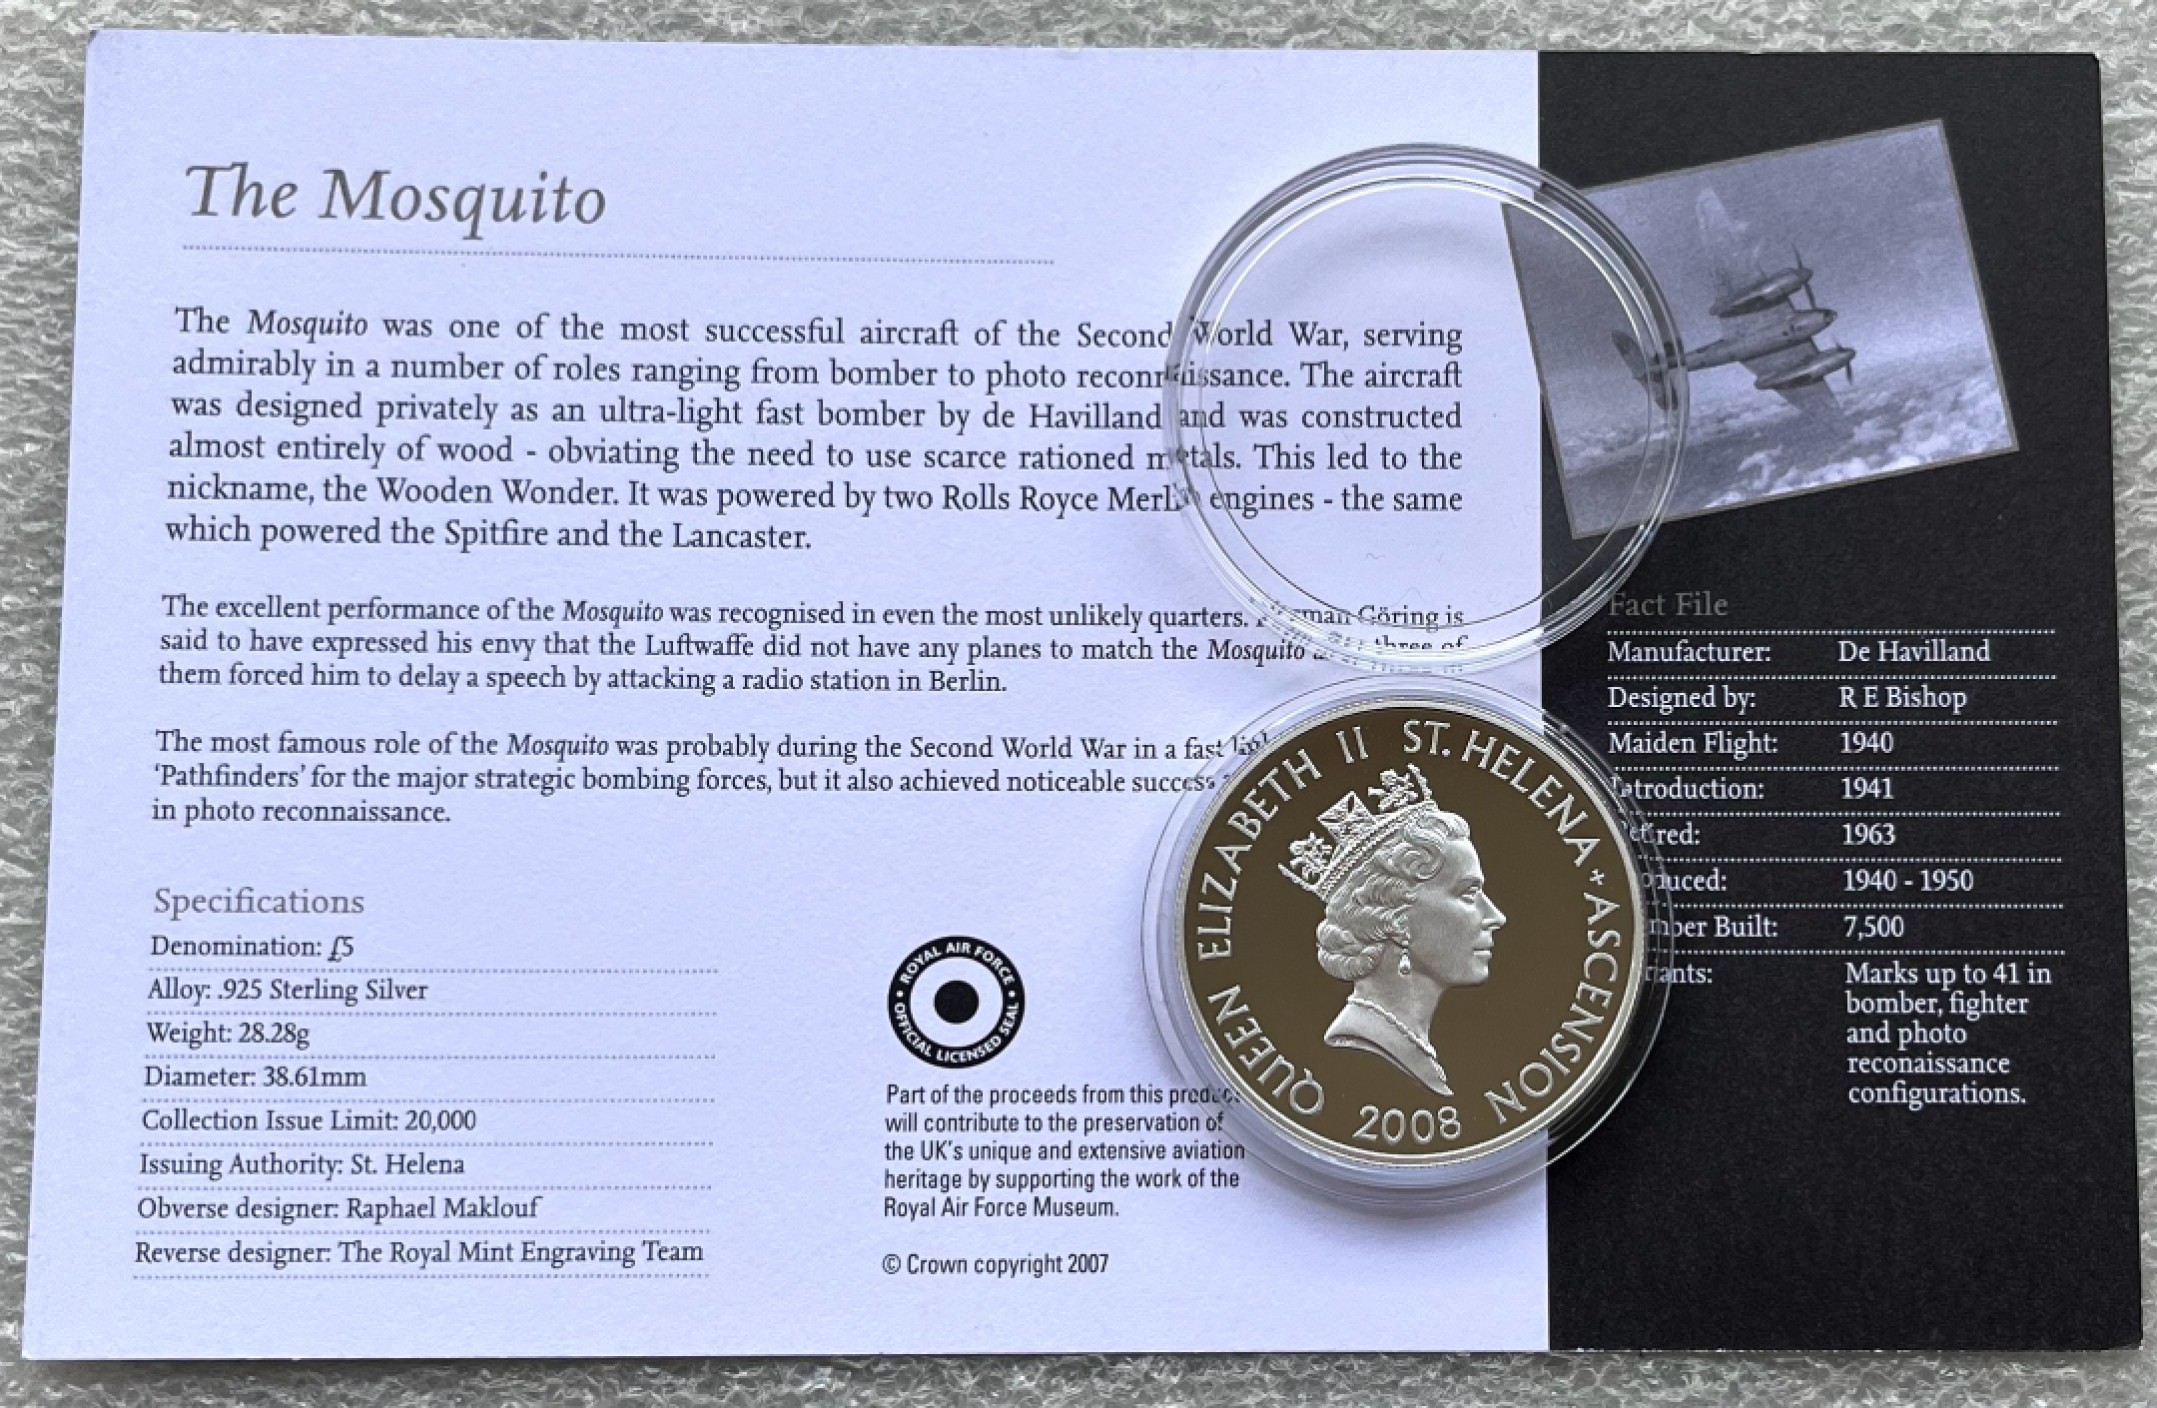 The Mosquito
The Mosquito was one of the most successful aircraft of the Second World War, serving
admirably in a number of roles ranging from bomber to photo reconnaissance. The aircraft
was designed privately as an ultra-light fast bomber by de Havilland and was constructed
almost entirely of wood - obviating the need to use scarce rationed metals. This led to the
nickname, the Wooden Wonder. It was powered by two Rolls Royce Merlin engines - the same
which powered the Spitfire and the Lancaster.
The excellent performance of the Mosquito was recognised in even the most unlikely quarters. Göring is
said to have expressed his envy that the Luftwaffe did not have any planes to match the Mosquito three of
them forced him to delay a speech by attacking a radio station in Berlin.
The most famous role of the Mosquito was probably during the Second World War in a fast
'Pathfinders' for the major strategic bombing forces, but it also achieved noticeable success
in photo reconnaissance.
Specifications
Denomination: £5
Alloy: .925 Sterling Silver
Weight: 28.28g
Diameter: 38.61mm
Collection Issue Limit: 20,000
Issuing Authority: St. Helena
Obverse designer: Raphael Maklouf
Reverse designer: The Royal Mint Engraving Team
ROYAL AIR FORCE
OFFICIAL LICENSED SEAL
Part of the proceeds from this product
will contribute to the preservation of
the UK's unique and extensive aviation
heritage by supporting the work of the
Royal Air Force Museum.
© Crown copyright 2007
QUEEN ELIZABETH II ST. HELENA + ASCENSION
2008
Fact File
Manufacturer: De Havilland
Designed by: R E Bishop
Maiden Flight: 1940
Introduction: 1941
Retired: 1963
1940 - 1950
Built: 7,500
Marks up to 41 in
bomber, fighter
and photo
reconaissance
configurations.